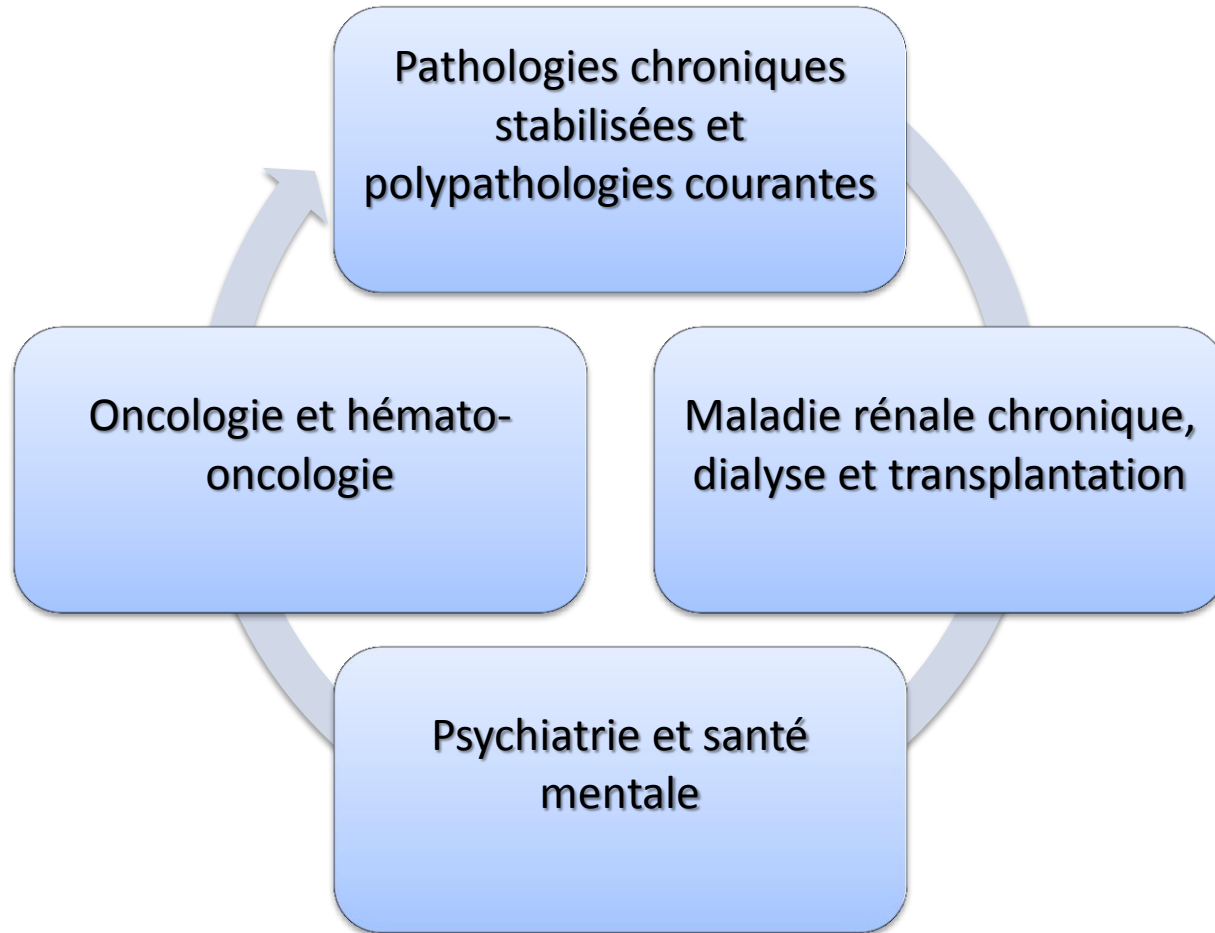 Pathologies chroniques
stabilisées et
polypathologies courantes
Maladie rénale chronique,
dialyse et transplantation
Psychiatrie et santé
mentale
Oncologie et hémato-
oncologie